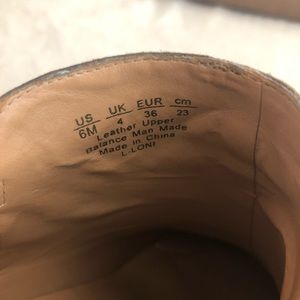 US UK EUR cm
6M 4 36 23
Leather Upper
Balance Man Made
Made in China
L-LONI